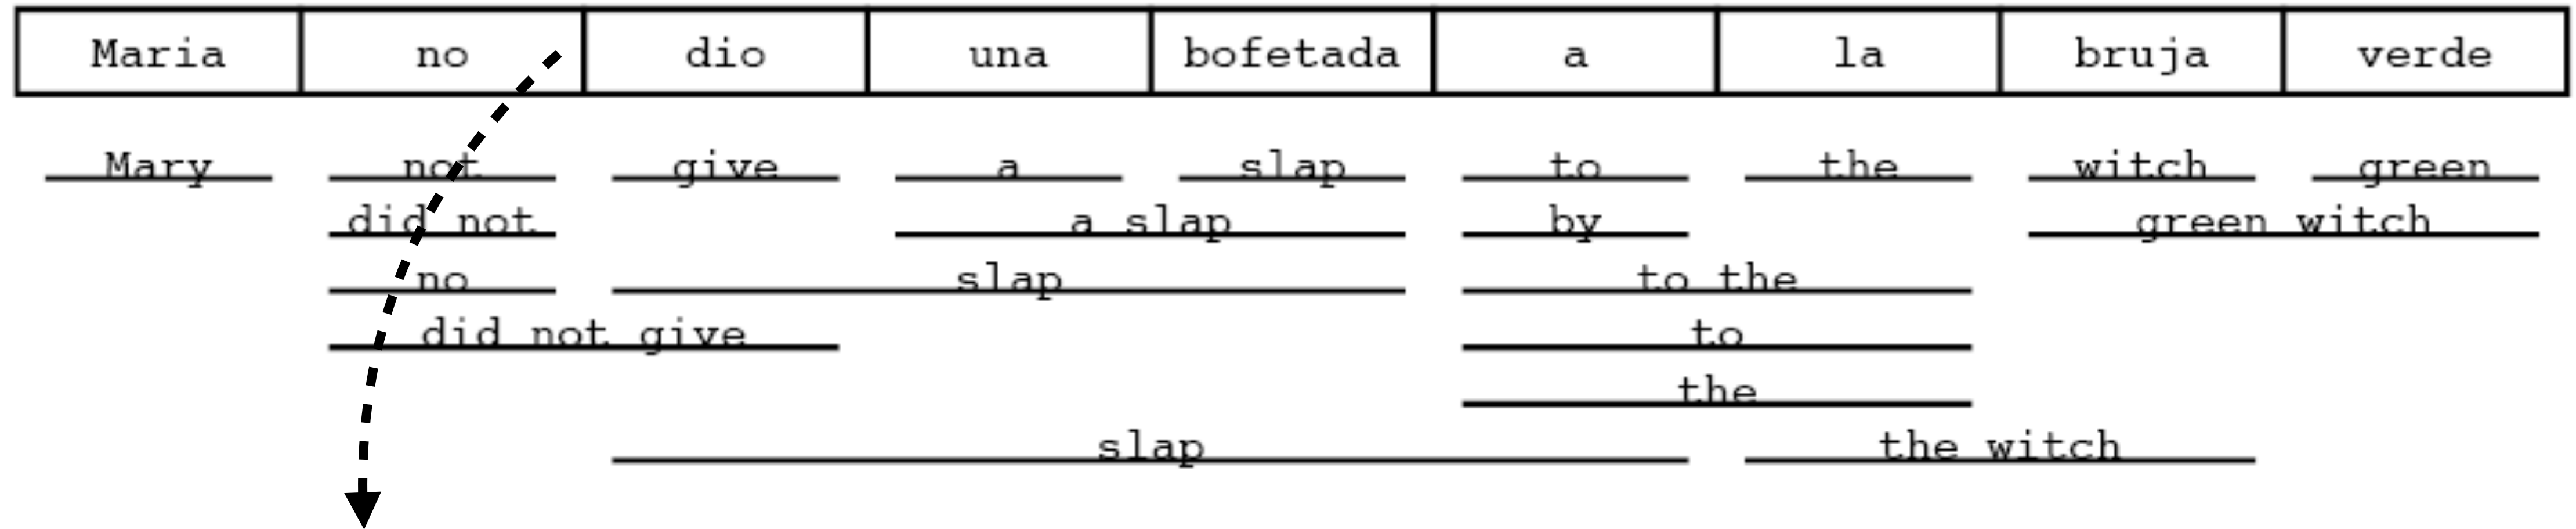 Maria no dio una bofetada a la bruja verde
Mary not give a slap to the witch green
did not a slap by green witch
no slap to the
did not give to
the
slap the witch